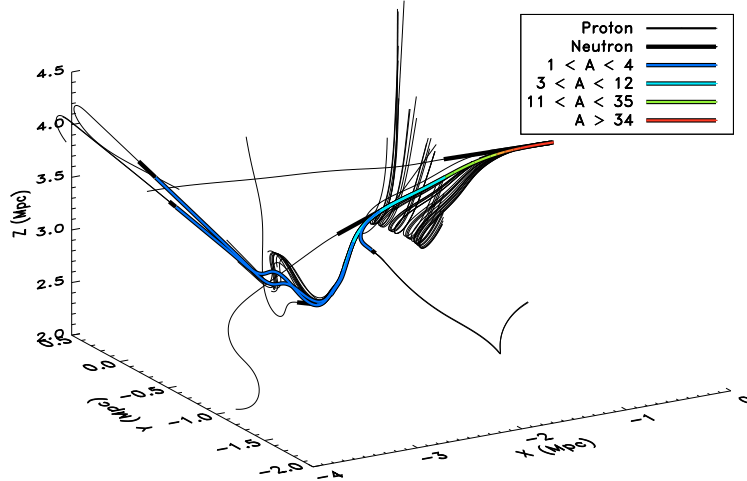 Proton
Neutron
1 < A < 4
3 < A < 12
11 < A < 35
A > 34
4.5
4.0
3.5
3.0
2.5
2.0
Z (Mpc)
0.5
0.0
-0.5
-1.0
-1.5
-2.0
Y (Mpc)
-4
-3
-2
-1
0
X (Mpc)